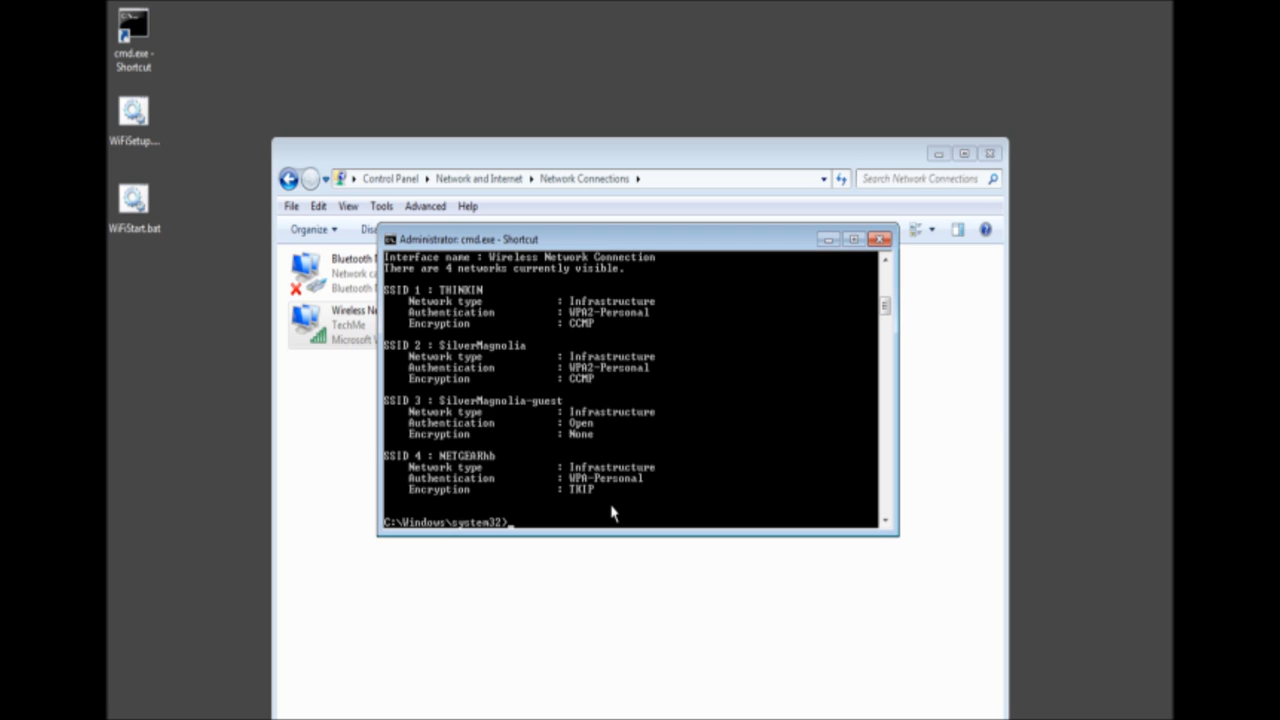 cmd.exe -
Shortcut
WiFiSetup....
WiFiStart.bat
Control Panel
Network and Internet
Network Connections
Search Network Connections
File Edit View Tools Advanced Help
Organize
Disa
Bluetooth
Network ca
Bluetooth
Wireless Ne
TechMe
Microsoft
Administrator: cmd.exe - Shortcut
Interface name : Wireless Network Connection
There are 4 networks currently visible.
SSID 1 : THINKIN
Network type : Infrastructure
Authentication : WPA2-Personal
Encryption : CCMP
SSID 2 : SilverMagnolia
Network type : Infrastructure
Authentication : WPA2-Personal
Encryption : CCMP
SSID 3 : SilverMagnolia-guest
Network type : Infrastructure
Authentication : Open
Encryption : None
SSID 4 : NETGEARhb
Network type : Infrastructure
Authentication : WPA-Personal
Encryption : TKIP
C:\Windows\system32>_